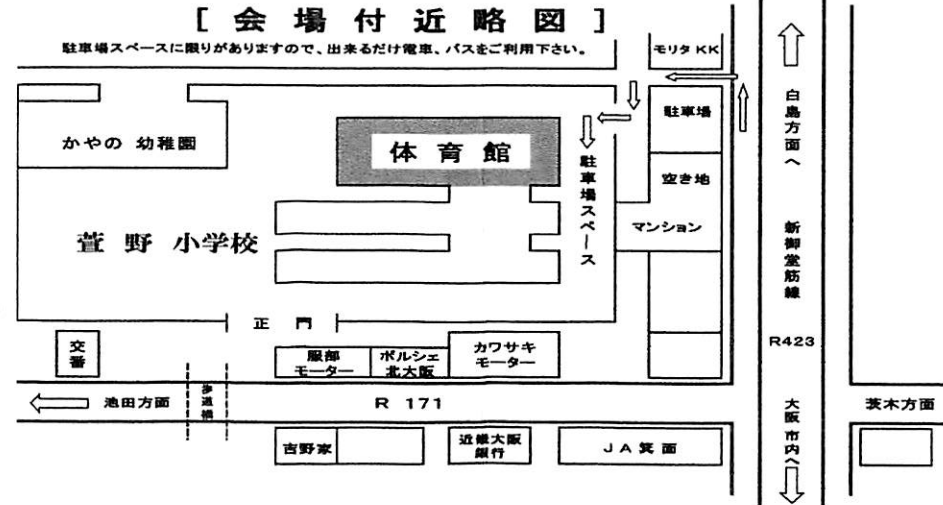 [ 会 場 付 近 略 図 ]
駐車場スペースに限りがありますので、出来るだけ電車、バスをご利用下さい。
モリタ KK
かやの 幼稚園
体 育 館
駐車場
空き地
マンション
駐車場スペース
白島方面へ
新御堂筋線
R423
大阪市内へ
萱 野 小学校
正 門
交番
服部
モーター
ポルシェ
北大阪
カワサキ
モーター
池田方面
歩道橋
R 171
茨木方面
吉野家
近畿大阪
銀行
JA 箕 面